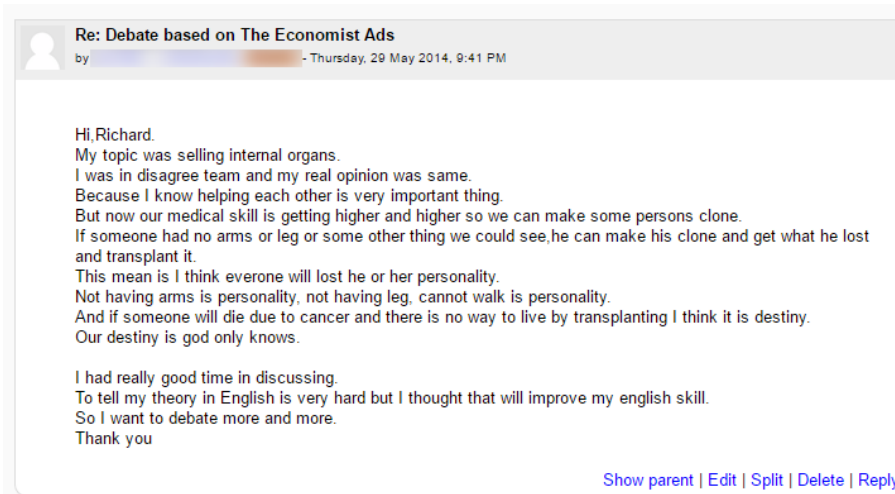 Re: Debate based on The Economist Ads
by - Thursday, 29 May 2014, 9:41 PM
Hi,Richard.
My topic was selling internal organs.
I was in disagree team and my real opinion was same.
Because I know helping each other is very important thing.
But now our medical skill is getting higher and higher so we can make some persons clone.
If someone had no arms or leg or some other thing we could see,he can make his clone and get what he lost
and transplant it.
This mean is I think everone will lost he or her personality.
Not having arms is personality, not having leg, cannot walk is personality.
And if someone will die due to cancer and there is no way to live by transplanting I think it is destiny.
Our destiny is god only knows.
I had really good time in discussing.
To tell my theory in English is very hard but I thought that will improve my english skill.
So I want to debate more and more.
Thank you
Show parent | Edit | Split | Delete | Reply